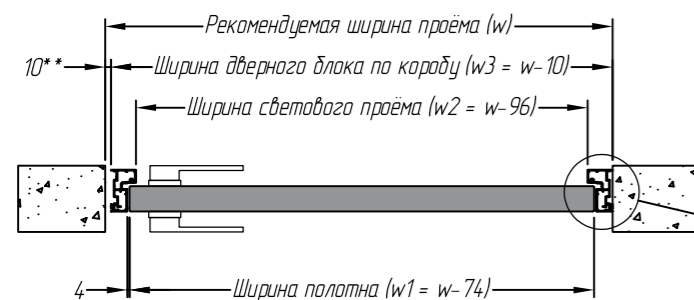 Рекомендуемая ширина проёма (w)
10**
Ширина дверного блока по коробу (w3 = w-10)
Ширина светового проёма (w2 = w-96)
4
Ширина полотна (w1 = w-74)